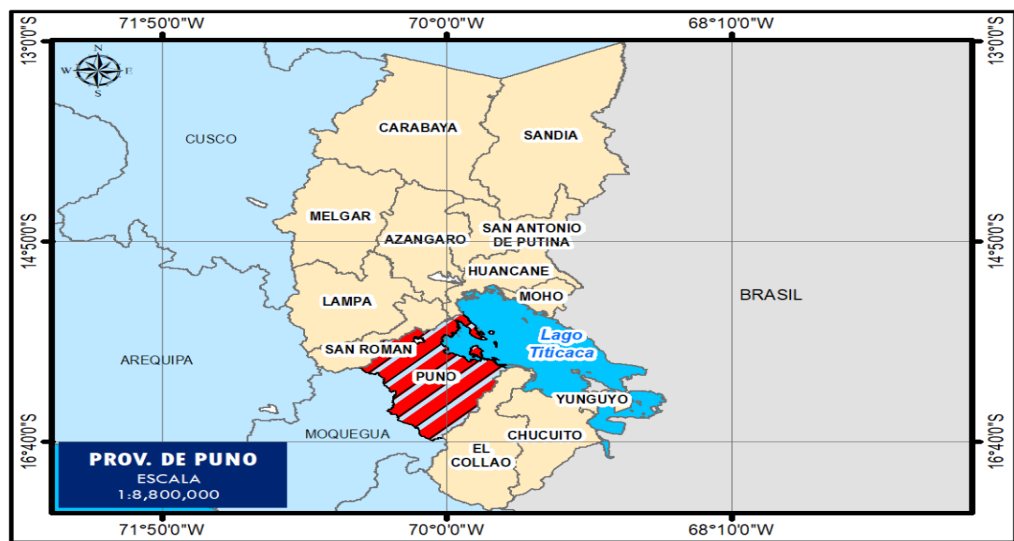 71°50'0"W
70°0'0"W
68°10'0"W
13°0'0"S
13°0'0"S
N
W
E
S
CUSCO
CARABAYA
SANDIA
MELGAR
AZANGARO
SAN ANTONIO
DE PUTINA
14°50'0"S
14°50'0"S
HUANCANE
LAMPA
MOHO
BRASIL
Lago
Titicaca
AREQUIPA
SAN ROMAN
PUNO
YUNGUYO
MOQUEGUA
CHUCUITO
EL
COLLAO
16°40'0"S
16°40'0"S
PROV. DE PUNO
ESCALA
1:8,800,000
71°50'0"W
70°0'0"W
68°10'0"W